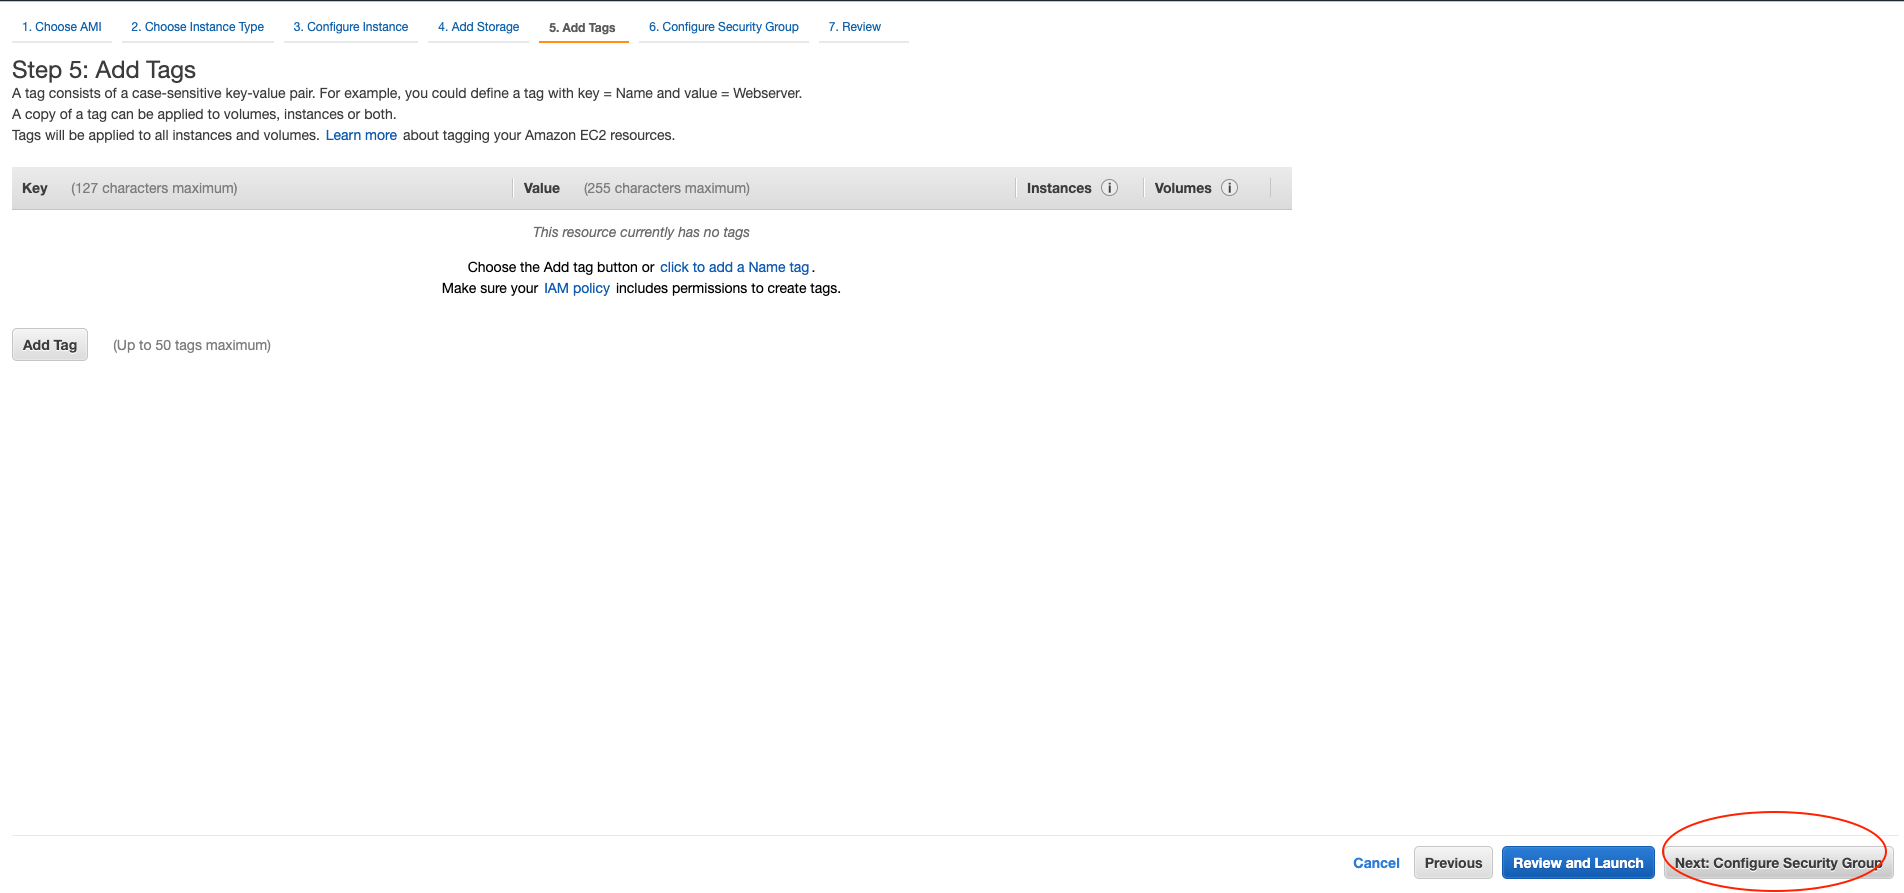 1. Choose AMI 2. Choose Instance Type 3. Configure Instance 4. Add Storage 5. Add Tags 6. Configure Security Group 7. Review
Step 5: Add Tags
A tag consists of a case-sensitive key-value pair. For example, you could define a tag with key = Name and value = Webserver.
A copy of a tag can be applied to volumes, instances or both.
Tags will be applied to all instances and volumes. Learn more about tagging your Amazon EC2 resources.
Key (127 characters maximum) Value (255 characters maximum) Instances i Volumes i
This resource currently has no tags
Choose the Add tag button or click to add a Name tag.
Make sure your IAM policy includes permissions to create tags.
Add Tag (Up to 50 tags maximum)
Cancel Previous Review and Launch Next: Configure Security Group